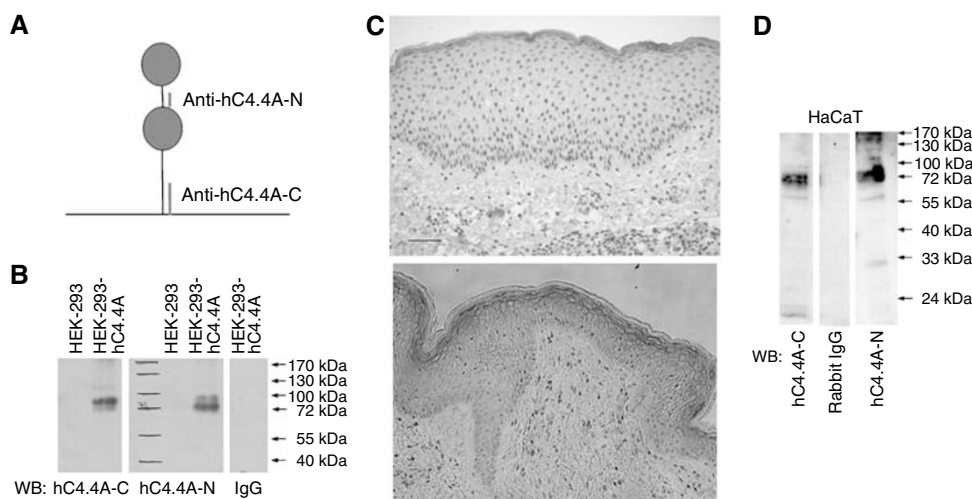 A
Anti-hC4.4A-N
Anti-hC4.4A-C
B
HEK-293
HEK-293-
hC4.4A
HEK-293
HEK-293-
hC4.4A
HEK-293-
hC4.4A
170 kDa
130 kDa
100 kDa
72 kDa
55 kDa
40 kDa
WB: hC4.4A-C hC4.4A-N IgG
C
D
HaCaT
170 kDa
130 kDa
100 kDa
72 kDa
55 kDa
40 kDa
33 kDa
24 kDa
WB:
hC4.4A-C
Rabbit IgG
hC4.4A-N